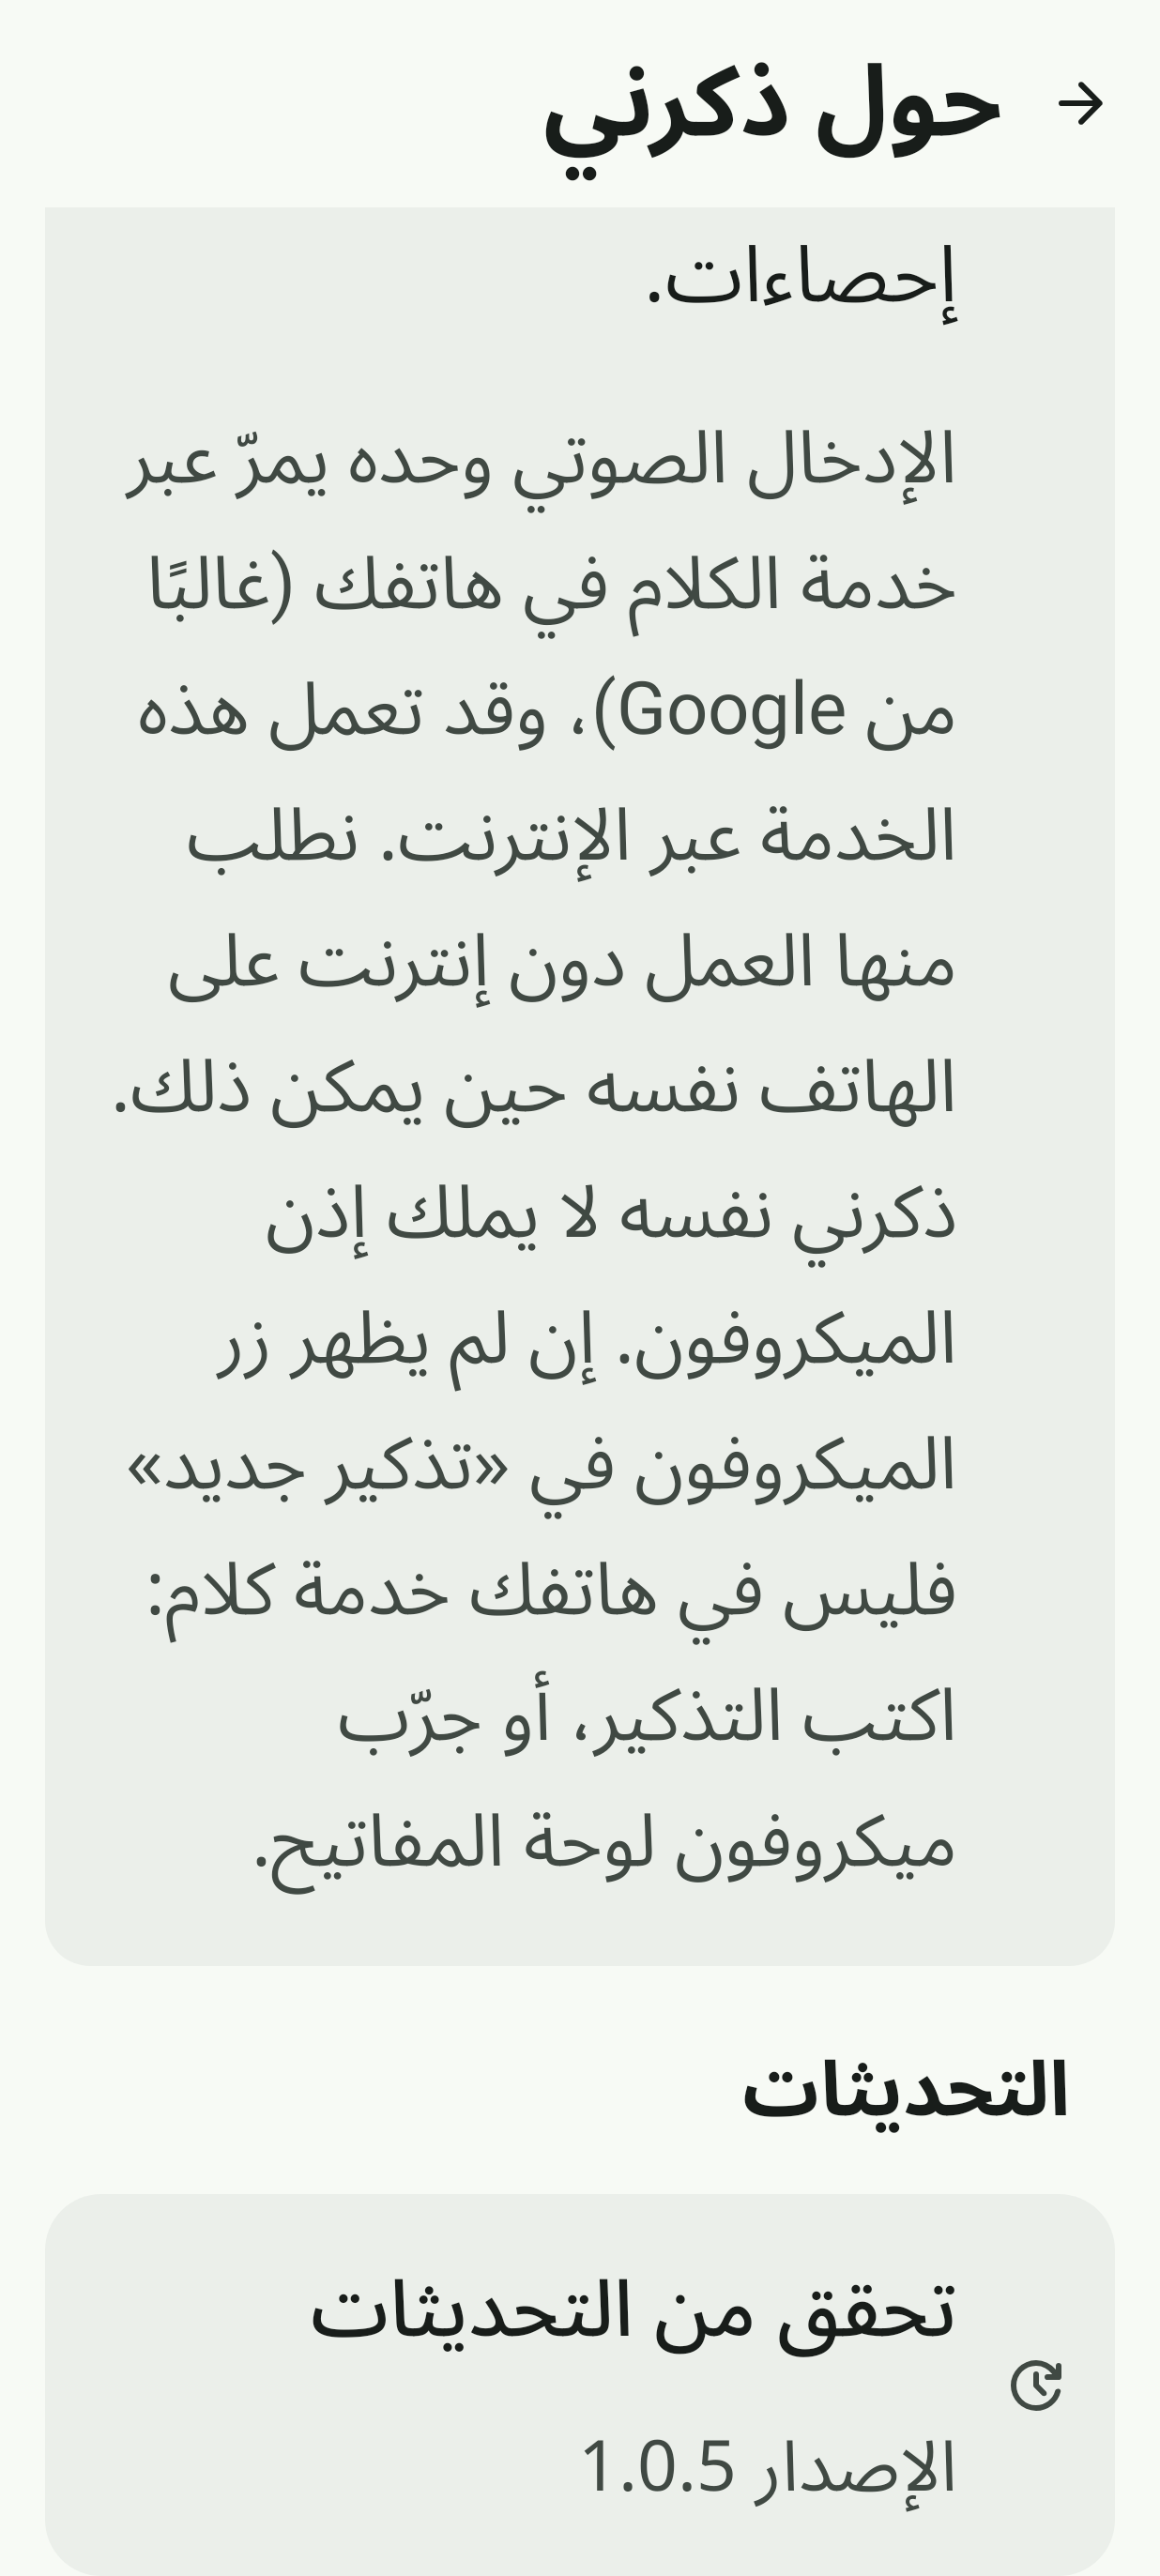 حول ذكرني
إحصاءات.
الإدخال الصوتي وحده يمرّ عبر
خدمة الكلام في هاتفك (غالبًا
من Google)، وقد تعمل هذه
الخدمة عبر الإنترنت. نطلب
منها العمل دون إنترنت على
الهاتف نفسه حين يمكن ذلك.
ذكرني نفسه لا يملك إذن
الميكروفون. إن لم يظهر زر
الميكروفون في «تذكير جديد»
فليس في هاتفك خدمة كلام:
اكتب التذكير، أو جرّب
ميكروفون لوحة المفاتيح.
التحديثات
تحقق من التحديثات
الإصدار 1.0.5